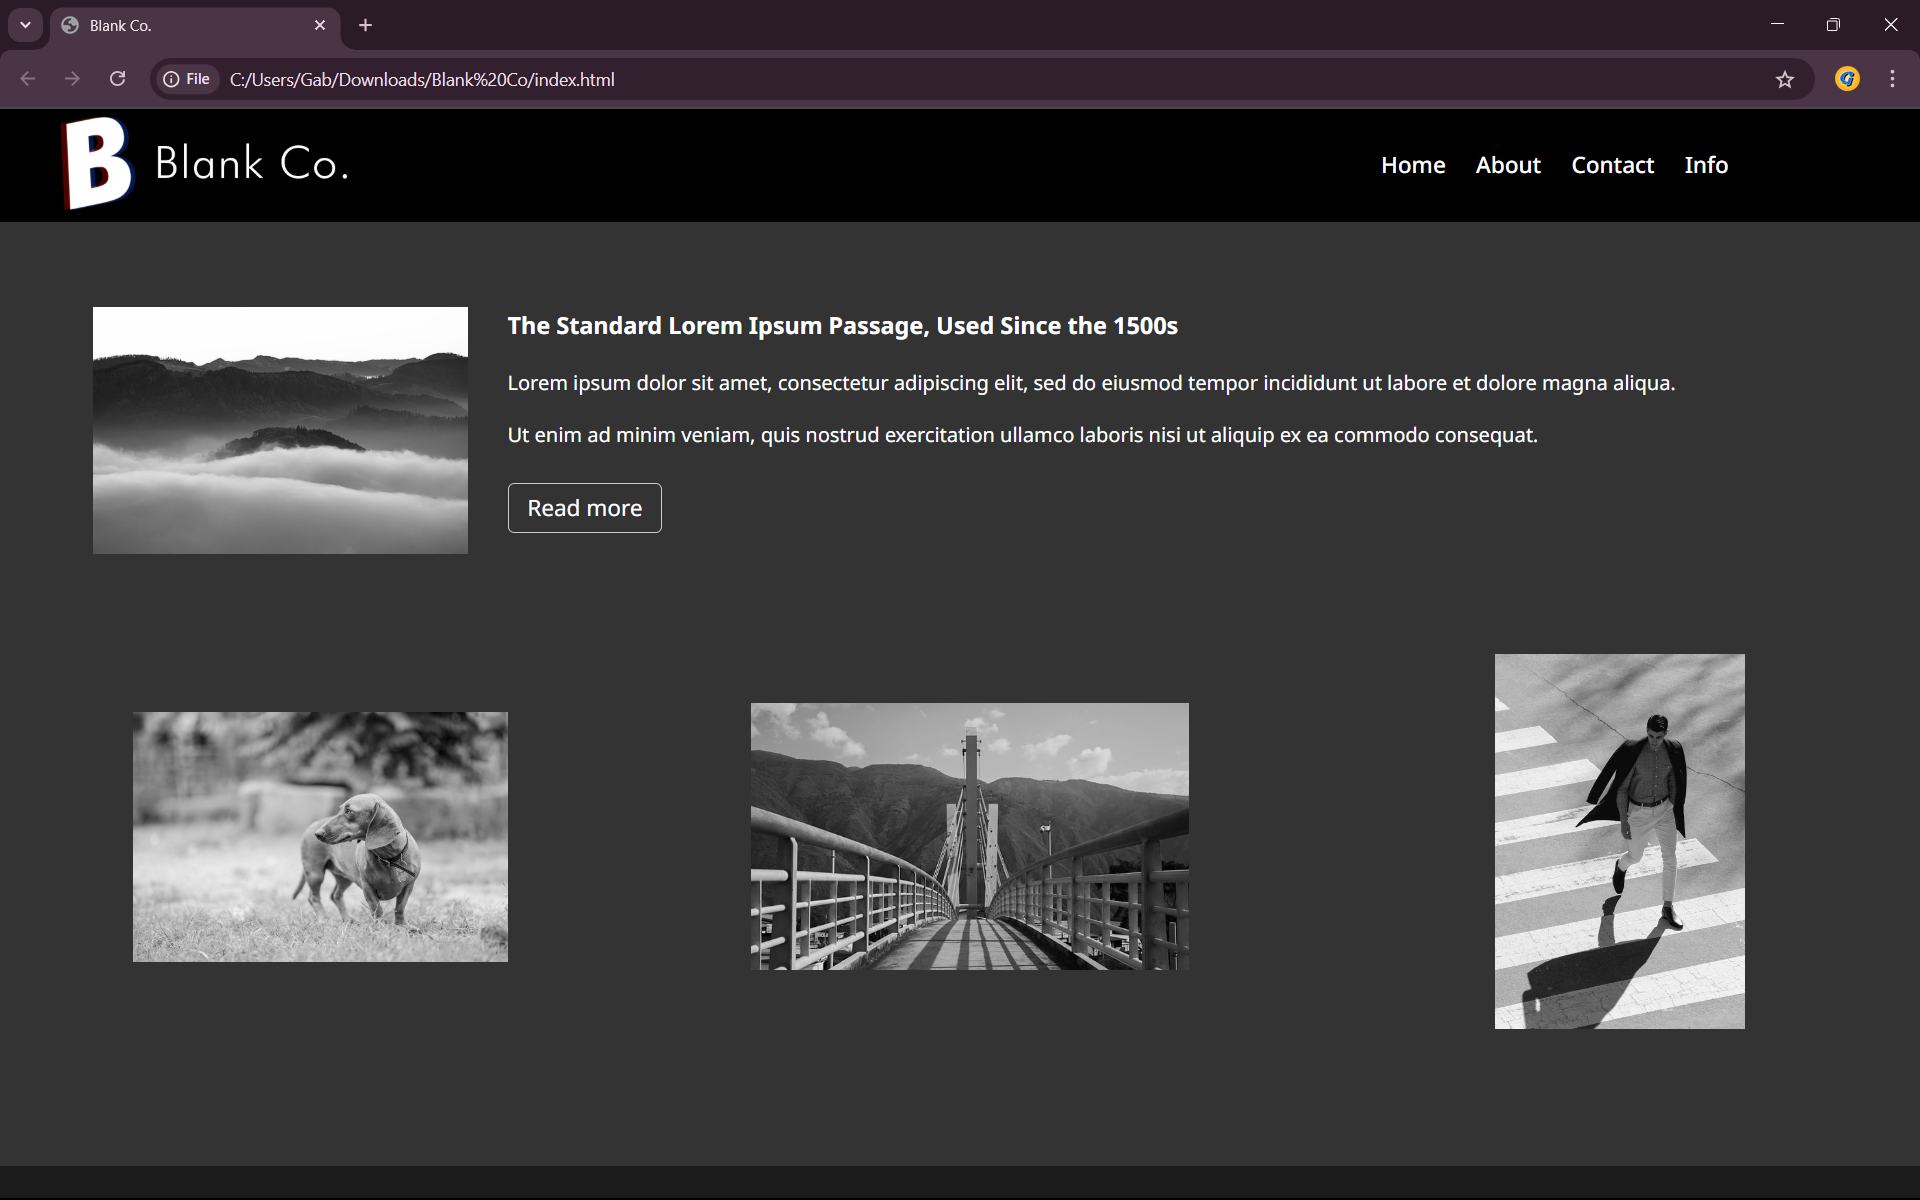 Blank Co.
File
C:/Users/Gab/Downloads/Blank%20Co/index.html
G
B
Blank Co.
Home
About
Contact
Info
The Standard Lorem Ipsum Passage, Used Since the 1500s
Lorem ipsum dolor sit amet, consectetur adipiscing elit, sed do eiusmod tempor incididunt ut labore et dolore magna aliqua.
Ut enim ad minim veniam, quis nostrud exercitation ullamco laboris nisi ut aliquip ex ea commodo consequat.
Read more